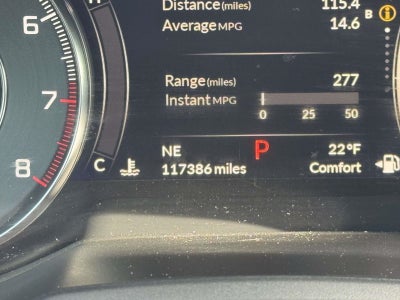 Distance(miles) 115.4
Average MPG 14.6
B
6
Range(miles) 277
Instant MPG
0 25 50
7
8
C
NE P 22°F
117386 miles Comfort